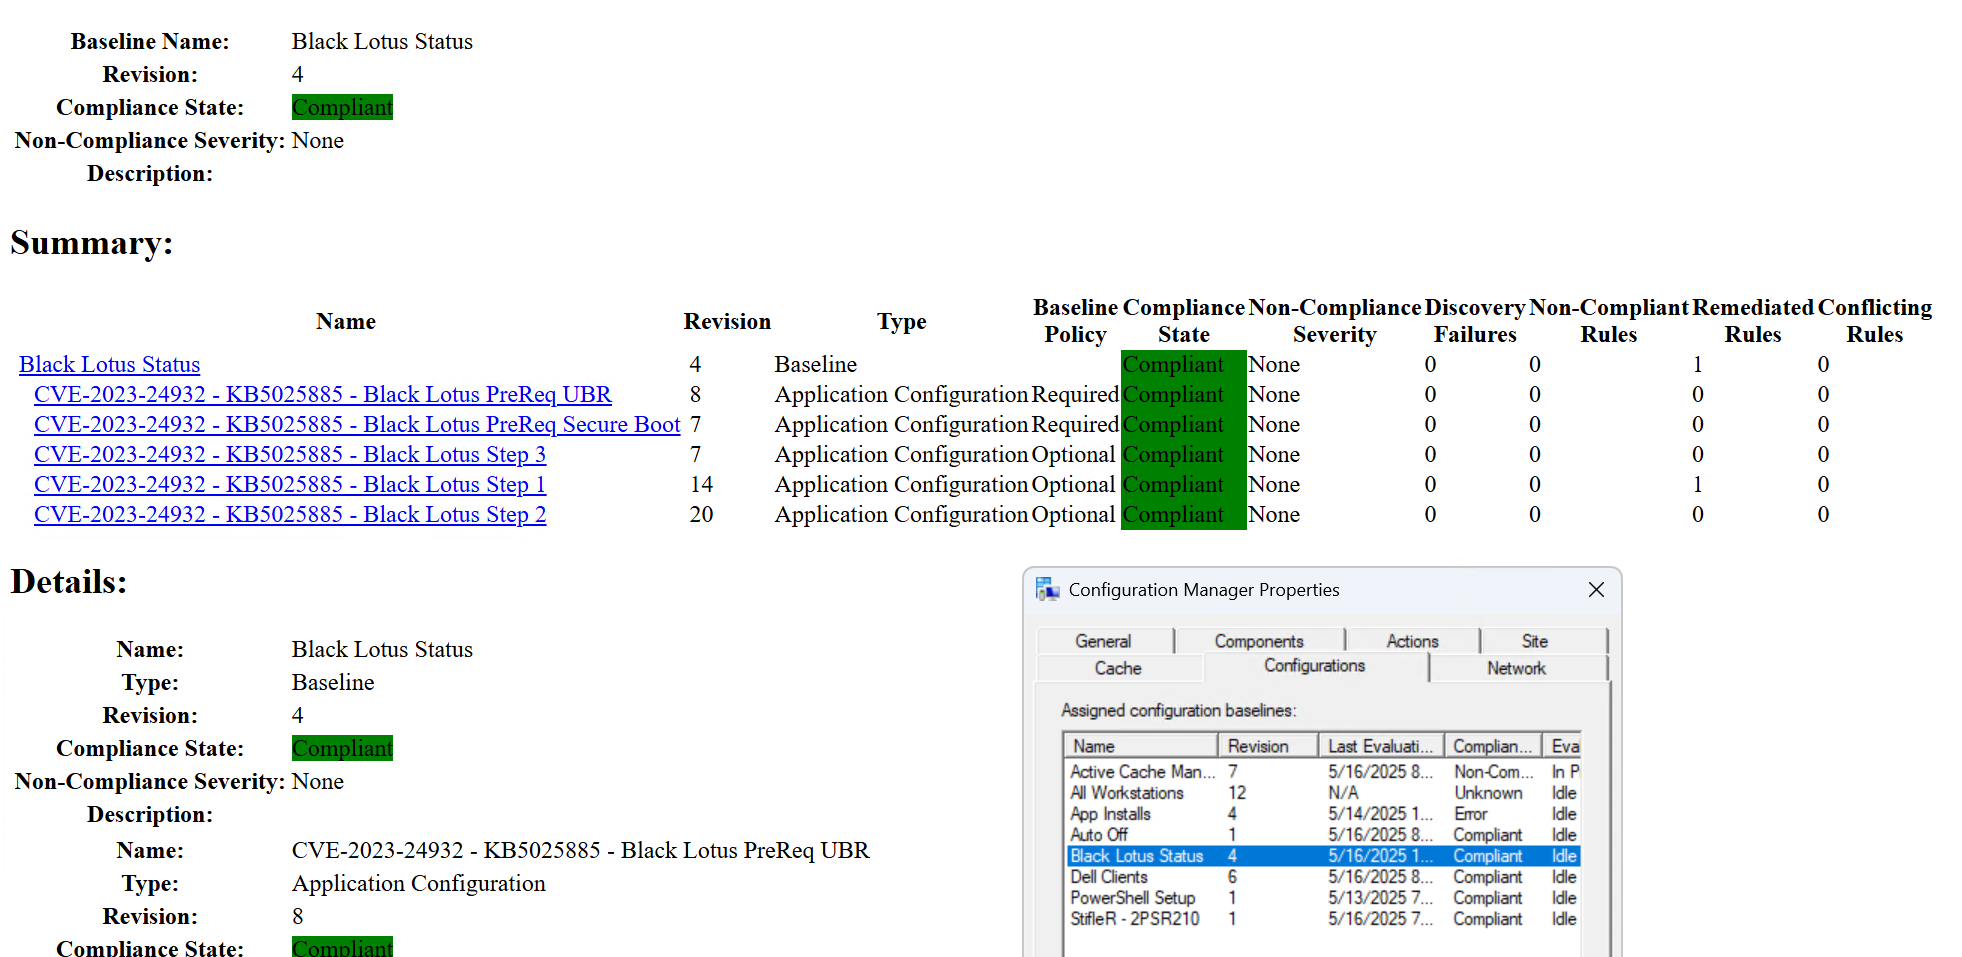 Baseline Name: Black Lotus Status
Revision: 4
Compliance State: Compliant
Non-Compliance Severity: None
Description:
Summary:
Name Revision Type Baseline Policy Compliance State Non-Compliance Severity Discovery Failures Non-Compliant Rules Remediated Rules Conflicting Rules
Black Lotus Status 4 Baseline Compliant None 0 0 1 0
CVE-2023-24932 - KB5025885 - Black Lotus PreReq UBR 8 Application Configuration Required Compliant None 0 0 0 0
CVE-2023-24932 - KB5025885 - Black Lotus PreReq Secure Boot 7 Application Configuration Required Compliant None 0 0 0 0
CVE-2023-24932 - KB5025885 - Black Lotus Step 3 7 Application Configuration Optional Compliant None 0 0 0 0
CVE-2023-24932 - KB5025885 - Black Lotus Step 1 14 Application Configuration Optional Compliant None 0 0 1 0
CVE-2023-24932 - KB5025885 - Black Lotus Step 2 20 Application Configuration Optional Compliant None 0 0 0 0
Details:
Name: Black Lotus Status
Type: Baseline
Revision: 4
Compliance State: Compliant
Non-Compliance Severity: None
Description:
Name: CVE-2023-24932 - KB5025885 - Black Lotus PreReq UBR
Type: Application Configuration
Revision: 8
Compliance State: Compliant
Configuration Manager Properties
General Components Actions Site
Cache Configurations Network
Assigned configuration baselines:
Name Revision Last Evaluati... Complian... Eva
Active Cache Man... 7 5/16/2025 8... Non-Com... In P
All Workstations 12 N/A Unknown Idle
App Installs 4 5/14/2025 1... Error Idle
Auto Off 1 5/16/2025 8... Compliant Idle
Black Lotus Status 4 5/16/2025 1... Compliant Idle
Dell Clients 6 5/16/2025 8... Compliant Idle
PowerShell Setup 1 5/13/2025 7... Compliant Idle
StifleR - 2PSR210 1 5/16/2025 7... Compliant Idle